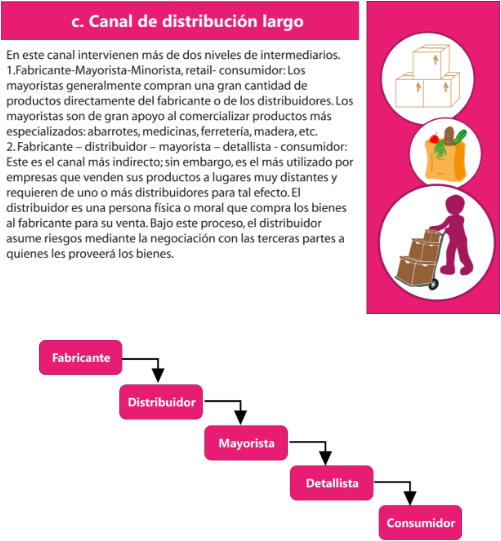 c. Canal de distribución largo
En este canal intervienen más de dos niveles de intermediarios.
1.Fabricante-Mayorista-Minorista, retail- consumidor: Los
mayoristas generalmente compran una gran cantidad de
productos directamente del fabricante o de los distribuidores. Los
mayoristas son de gran apoyo al comercializar productos más
especializados: abarrotes, medicinas, ferretería, madera, etc.
2. Fabricante – distribuidor – mayorista – detallista - consumidor:
Este es el canal más indirecto; sin embargo, es el más utilizado por
empresas que venden sus productos a lugares muy distantes y
requieren de uno o más distribuidores para tal efecto. El
distribuidor es una persona física o moral que compra los bienes
al fabricante para su venta. Bajo este proceso, el distribuidor
asume riesgos mediante la negociación con las terceras partes a
quienes les proveerá los bienes.
Fabricante
Distribuidor
Mayorista
Detallista
Consumidor